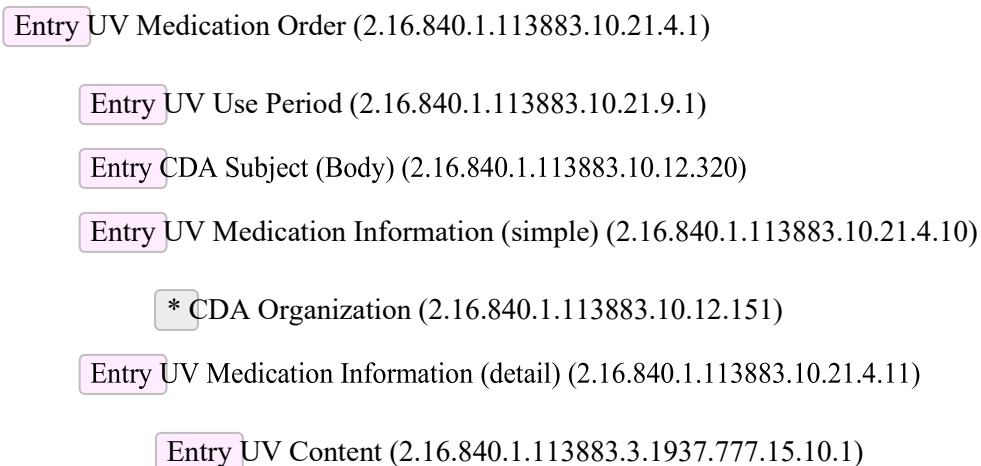 Entry UV Medication Order (2.16.840.1.113883.10.21.4.1)
Entry UV Use Period (2.16.840.1.113883.10.21.9.1)
Entry CDA Subject (Body) (2.16.840.1.113883.10.12.320)
Entry UV Medication Information (simple) (2.16.840.1.113883.10.21.4.10)
* CDA Organization (2.16.840.1.113883.10.12.151)
Entry UV Medication Information (detail) (2.16.840.1.113883.10.21.4.11)
Entry UV Content (2.16.840.1.113883.3.1937.777.15.10.1)